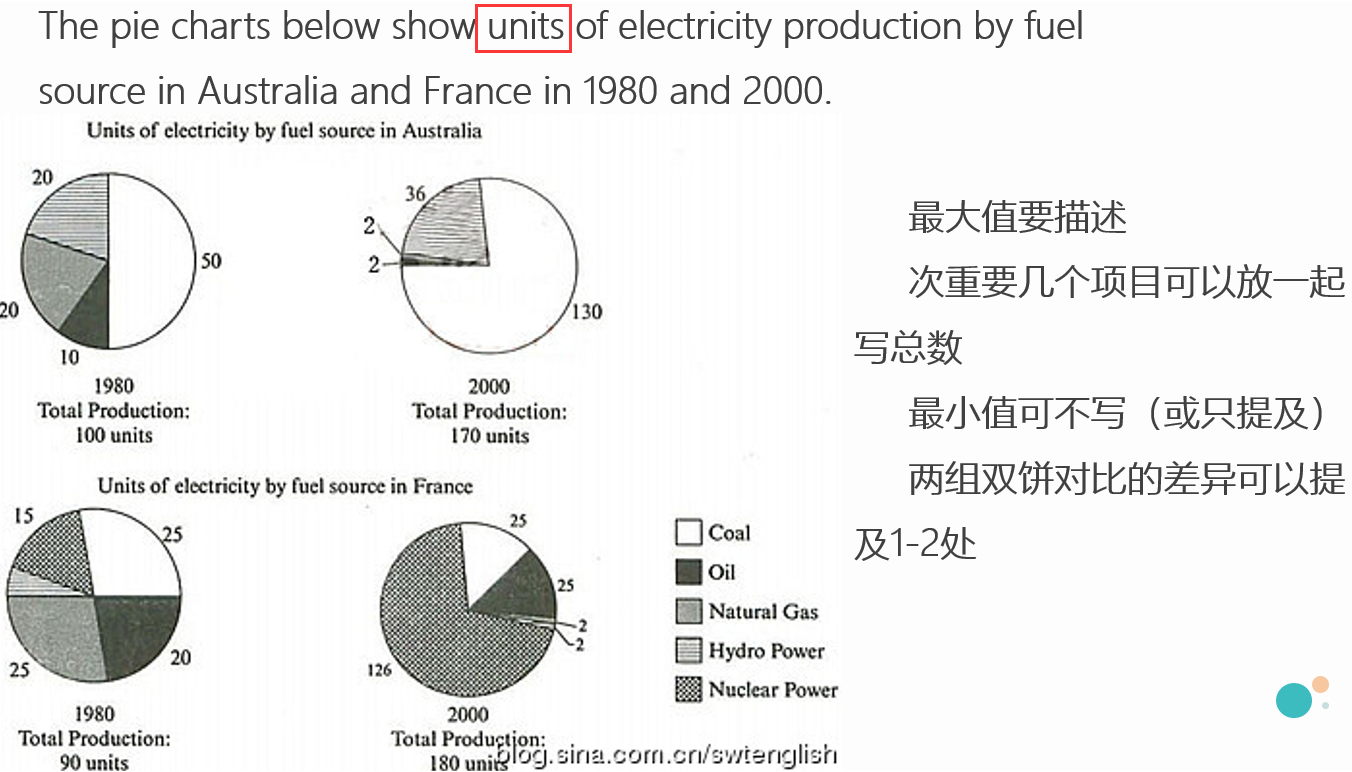 The pie charts below show units of electricity production by fuel
source in Australia and France in 1980 and 2000.
Units of electricity by fuel source in Australia
20
50
20
10
1980
Total Production:
100 units
36
2
2
130
2000
Total Production:
170 units
Units of electricity by fuel source in France
15
25
25
20
1980
Total Production:
90 units
25
25
2
2
126
2000
Total Production:
180 units
Coal
Oil
Natural Gas
Hydro Power
Nuclear Power
blog.sina.com.cn/swtenglish
最大值要描述
次重要几个项目可以放一起
写总数
最小值可不写（或只提及）
两组双饼对比的差异可以提
及1-2处